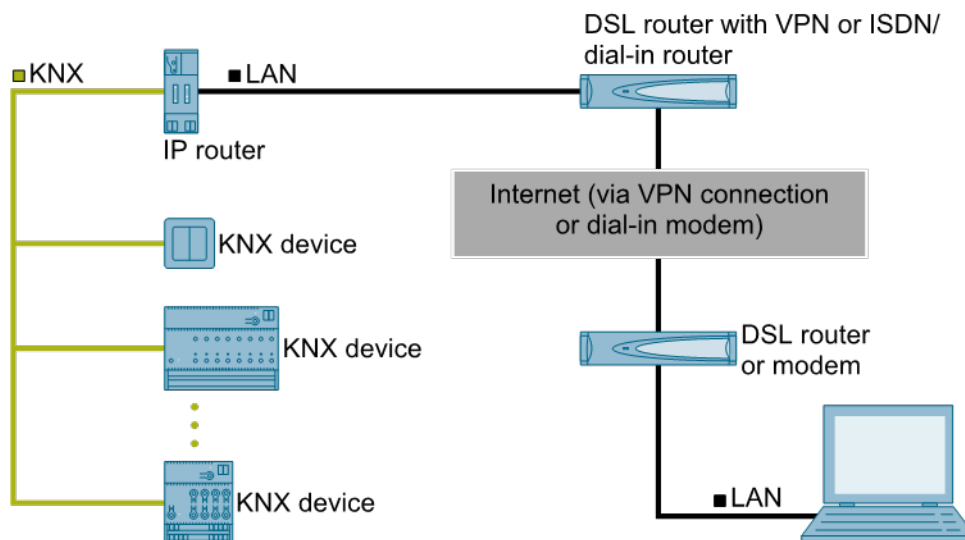 DSL router with VPN or ISDN/
dial-in router
KNX
LAN
IP router
Internet (via VPN connection
or dial-in modem)
KNX device
KNX device
DSL router
or modem
KNX device
LAN